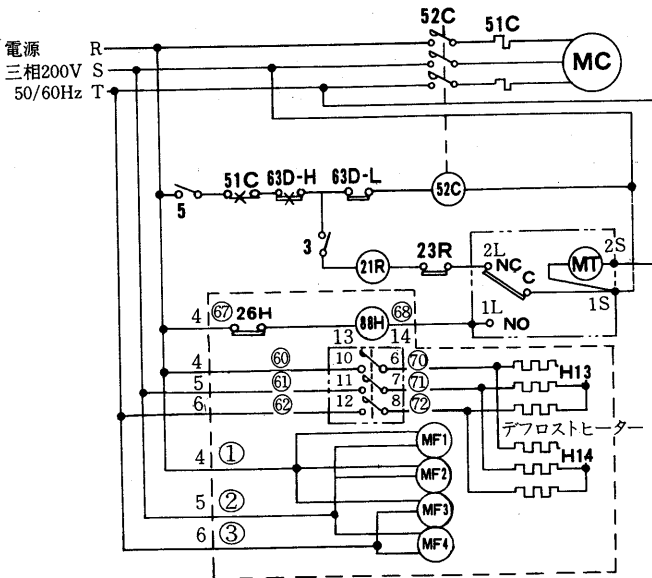 52C 51C
電源 R
三相200V S
50/60Hz T
MC
51C 63D-H 63D-L
52C
5
3
21R 23R
2L NC C MT 2S
1L NO 1S
4 67 26H 88H 68
13 14
4 60 10 6 70 H13
5 61 11 7 71
6 62 12 8 72
デフロストヒーター
H14
4 ① MF1
MF2
5 ② MF3
6 ③ MF4